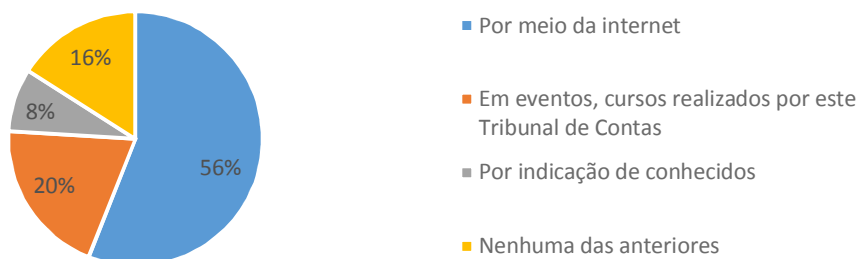 16%
8%
20%
56%
Por meio da internet
Em eventos, cursos realizados por este
Tribunal de Contas
Por indicação de conhecidos
Nenhuma das anteriores